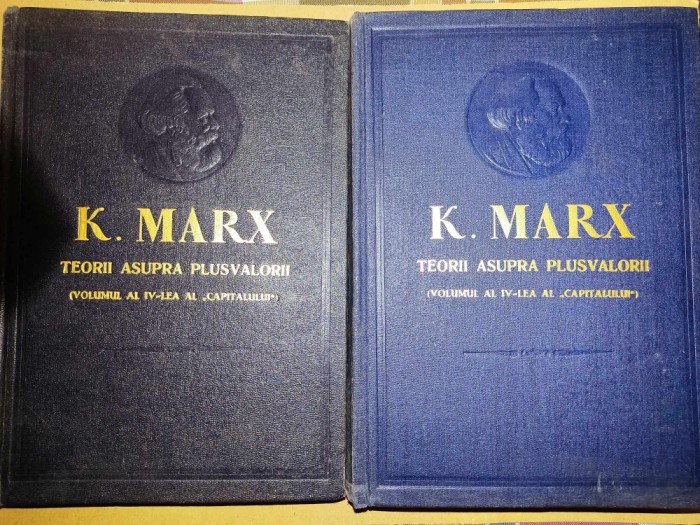 K. MARX
TEORII ASUPRA PLUSVALORII
(VOLUMUL AL IV-LEA AL „CAPITALULUI“)
K. MARX
TEORII ASUPRA PLUSVALORII
(VOLUMUL AL IV-LEA AL „CAPITALULUI“)